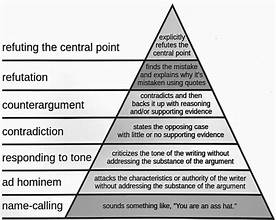 explicitly
refutes the
central point
refuting the central point
finds the mistake
and explains why it's
mistaken using quotes
refutation
contradicts and then
backs it up with reasoning
and/or supporting evidence
counterargument
states the opposing case
with little or no supporting evidence
contradiction
criticizes the tone of the writing without
addressing the substance of the argument
responding to tone
attacks the characteristics or authority of the writer
without addressing the substance of the argument
ad hominem
sounds something like, "You are an ass hat."
name-calling